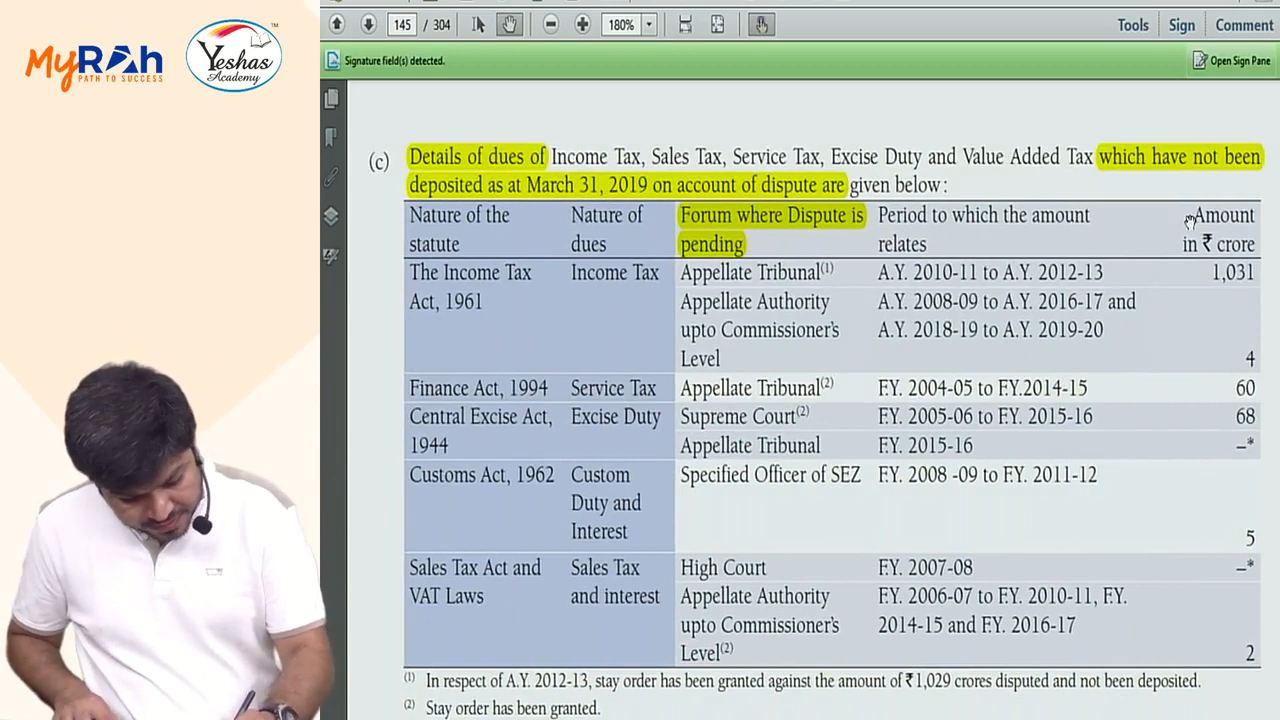 MyRAh
PATH TO SUCCESS
Yeshas
Academy
TM
145 / 304
180%
Tools
Sign
Comment
Signature field(s) detected.
Open Sign Pane
(c) Details of dues of Income Tax, Sales Tax, Service Tax, Excise Duty and Value Added Tax which have not been
deposited as at March 31, 2019 on account of dispute are given below:
Nature of the statute Nature of dues Forum where Dispute is pending Period to which the amount relates Amount in ₹ crore
The Income Tax Act, 1961 Income Tax Appellate Tribunal(1) A.Y. 2010-11 to A.Y. 2012-13 1,031
Appellate Authority upto Commissioner's Level A.Y. 2008-09 to A.Y. 2016-17 and A.Y. 2018-19 to A.Y. 2019-20 4
Finance Act, 1994 Service Tax Appellate Tribunal(2) F.Y. 2004-05 to F.Y.2014-15 60
Central Excise Act, 1944 Excise Duty Supreme Court(2) F.Y. 2005-06 to F.Y. 2015-16 68
Appellate Tribunal F.Y. 2015-16 –*
Customs Act, 1962 Custom Duty and Interest Specified Officer of SEZ F.Y. 2008 -09 to F.Y. 2011-12 5
Sales Tax Act and VAT Laws Sales Tax and interest High Court F.Y. 2007-08 –*
Appellate Authority upto Commissioner's Level(2) F.Y. 2006-07 to F.Y. 2010-11, F.Y. 2014-15 and F.Y. 2016-17 2
(1) In respect of A.Y. 2012-13, stay order has been granted against the amount of ₹1,029 crores disputed and not been deposited.
(2) Stay order has been granted.